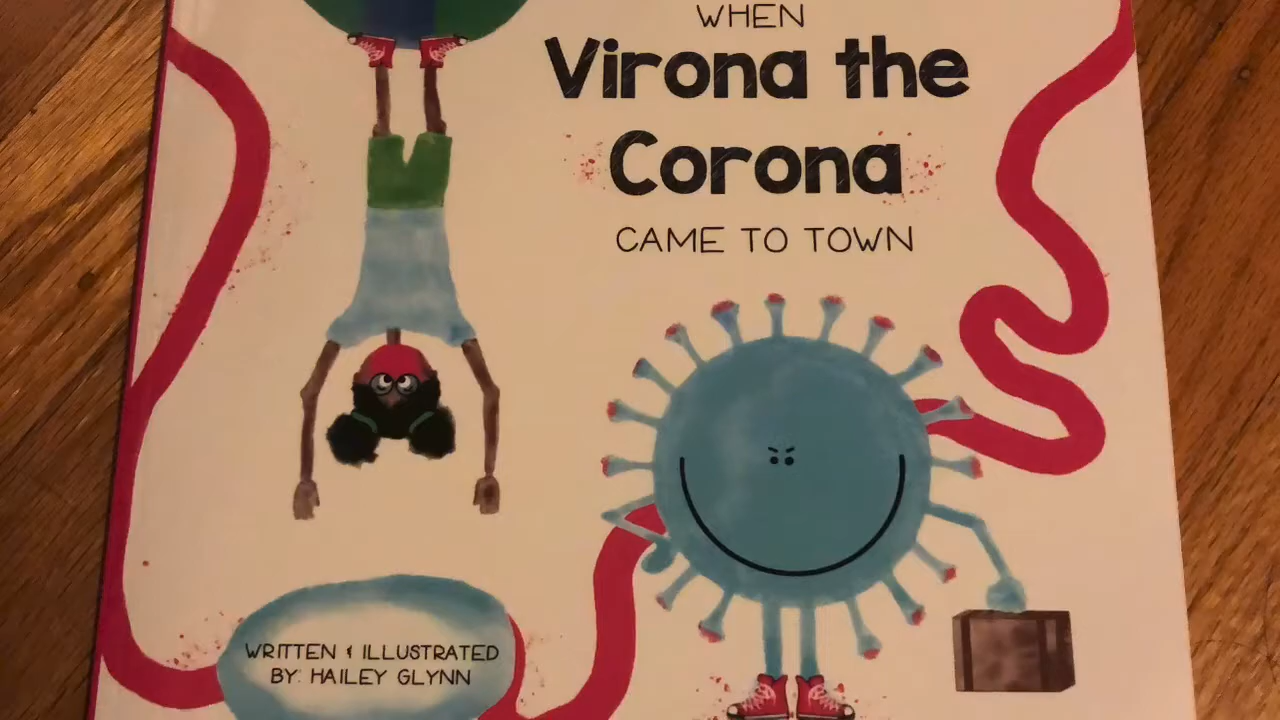 WHEN
Virona the
Corona
CAME TO TOWN
WRITTEN & ILLUSTRATED
BY: HAILEY GLYNN